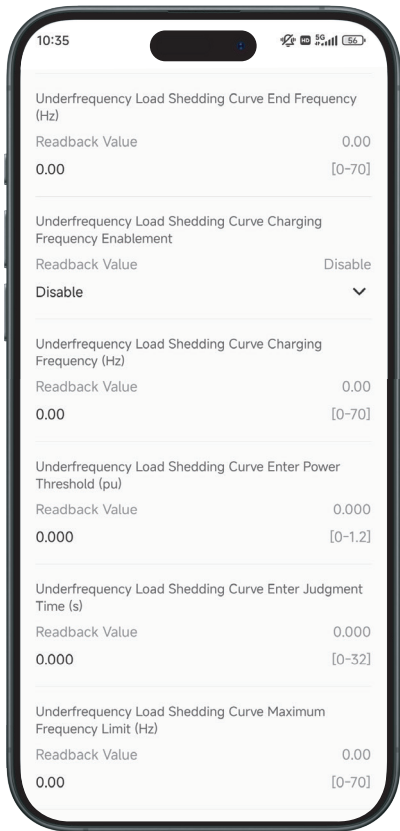 10:35
HD 5G 56
Underfrequency Load Shedding Curve End Frequency
(Hz)
Readback Value 0.00
0.00 [0-70]
Underfrequency Load Shedding Curve Charging
Frequency Enablement
Readback Value Disable
Disable
Underfrequency Load Shedding Curve Charging
Frequency (Hz)
Readback Value 0.00
0.00 [0-70]
Underfrequency Load Shedding Curve Enter Power
Threshold (pu)
Readback Value 0.000
0.000 [0-1.2]
Underfrequency Load Shedding Curve Enter Judgment
Time (s)
Readback Value 0.000
0.000 [0-32]
Underfrequency Load Shedding Curve Maximum
Frequency Limit (Hz)
Readback Value 0.00
0.00 [0-70]